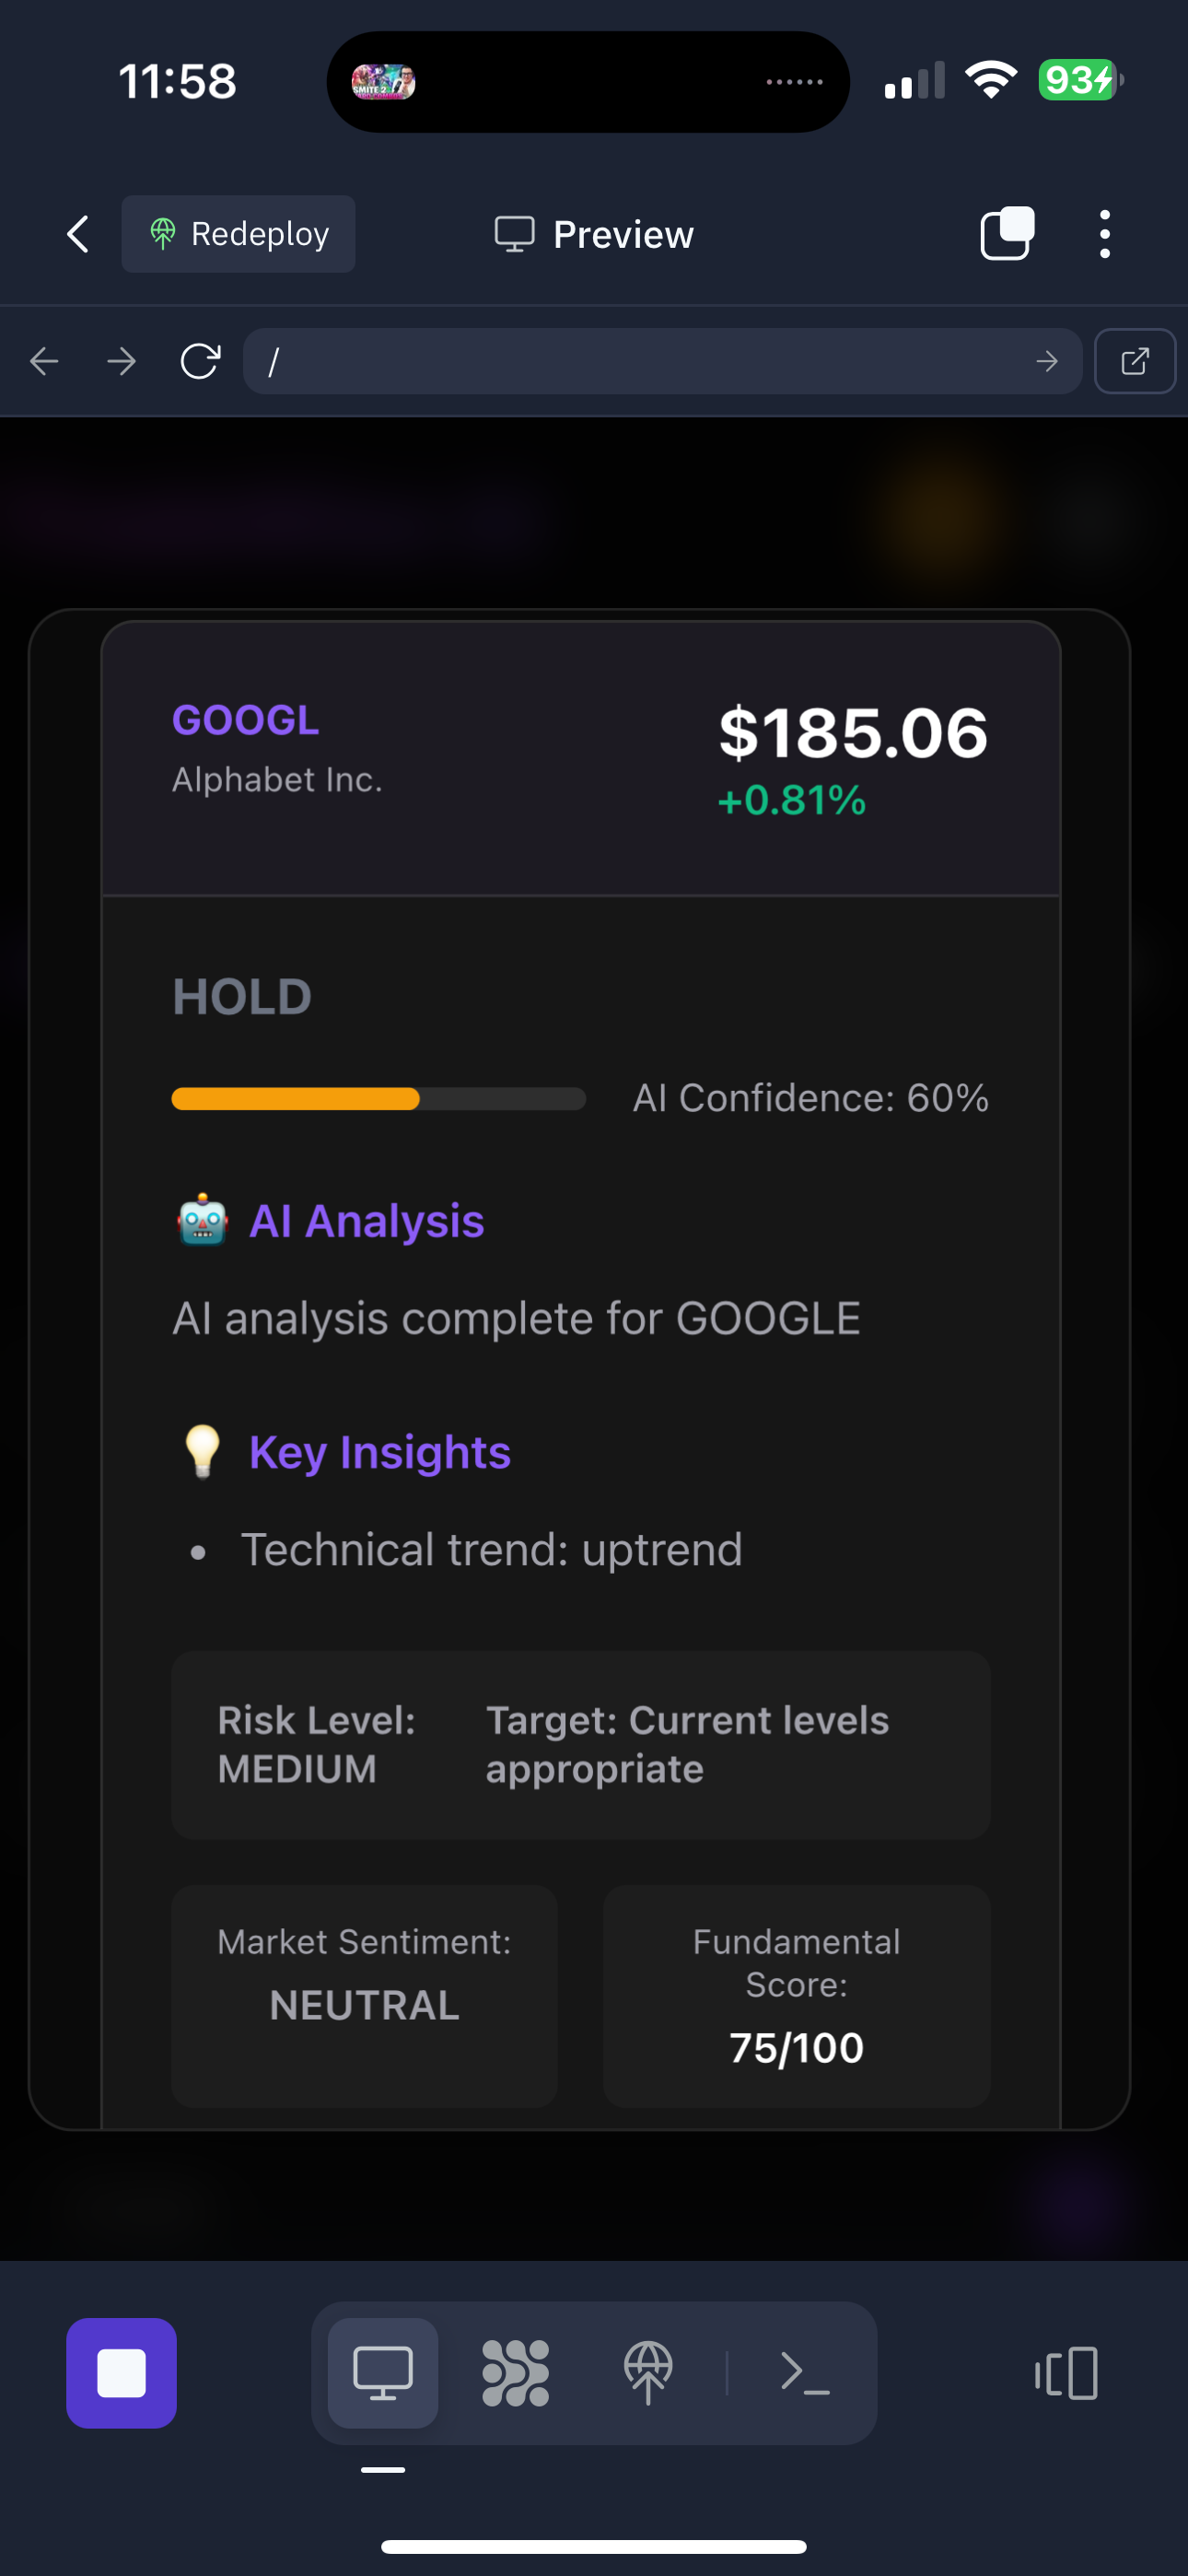 11:58
SMITE 2
93
Redeploy
Preview
/
GOOGL
$185.06
Alphabet Inc.
+0.81%
HOLD
AI Confidence: 60%
AI Analysis
AI analysis complete for GOOGLE
Key Insights
• Technical trend: uptrend
Risk Level:
MEDIUM
Target: Current levels
appropriate
Market Sentiment:
NEUTRAL
Fundamental
Score:
75/100